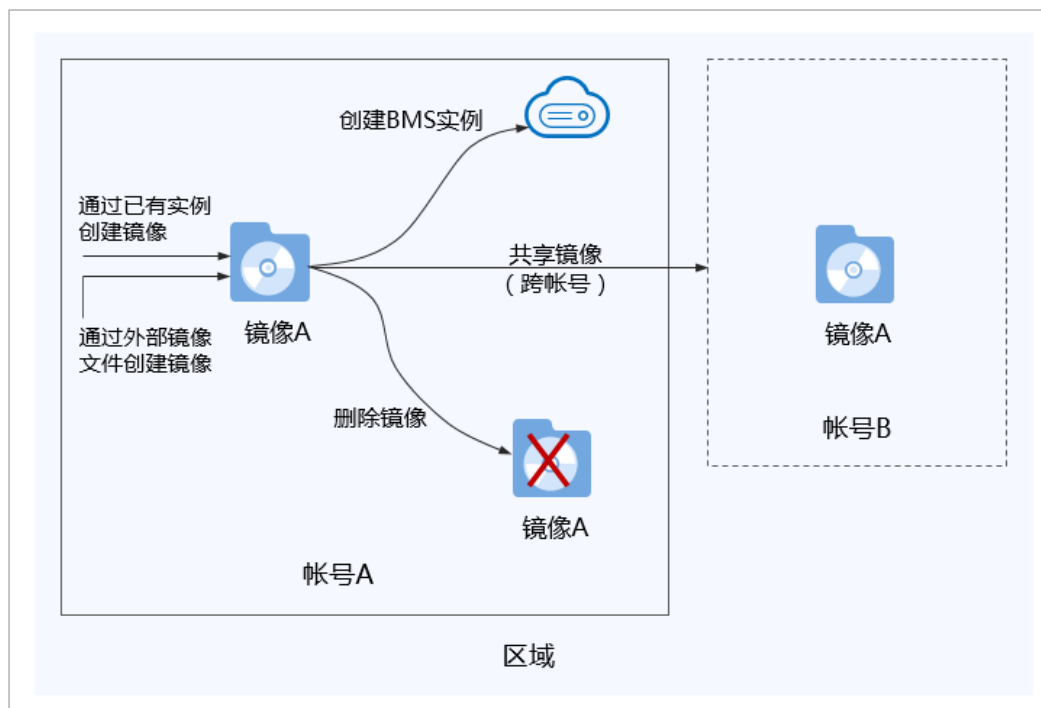 创建BMS实例
通过已有实例
创建镜像
共享镜像
（跨帐号）
镜像A
镜像A
通过外部镜像
文件创建镜像
删除镜像
帐号B
镜像A
帐号A
区域